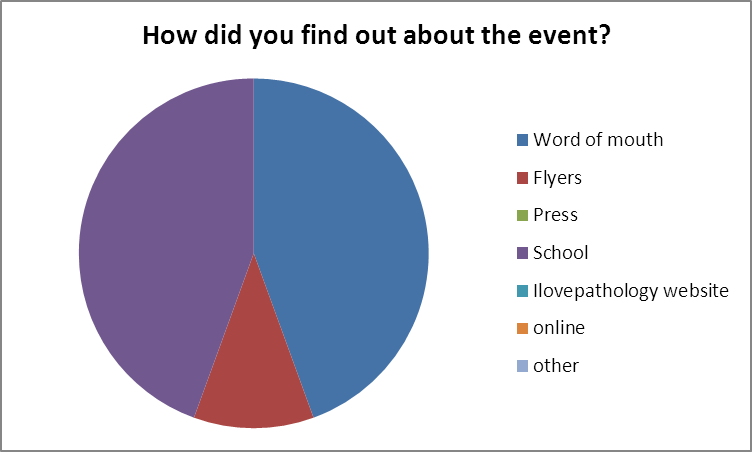 How did you find out about the event?
Word of mouth
Flyers
Press
School
Ilovepathology website
online
other